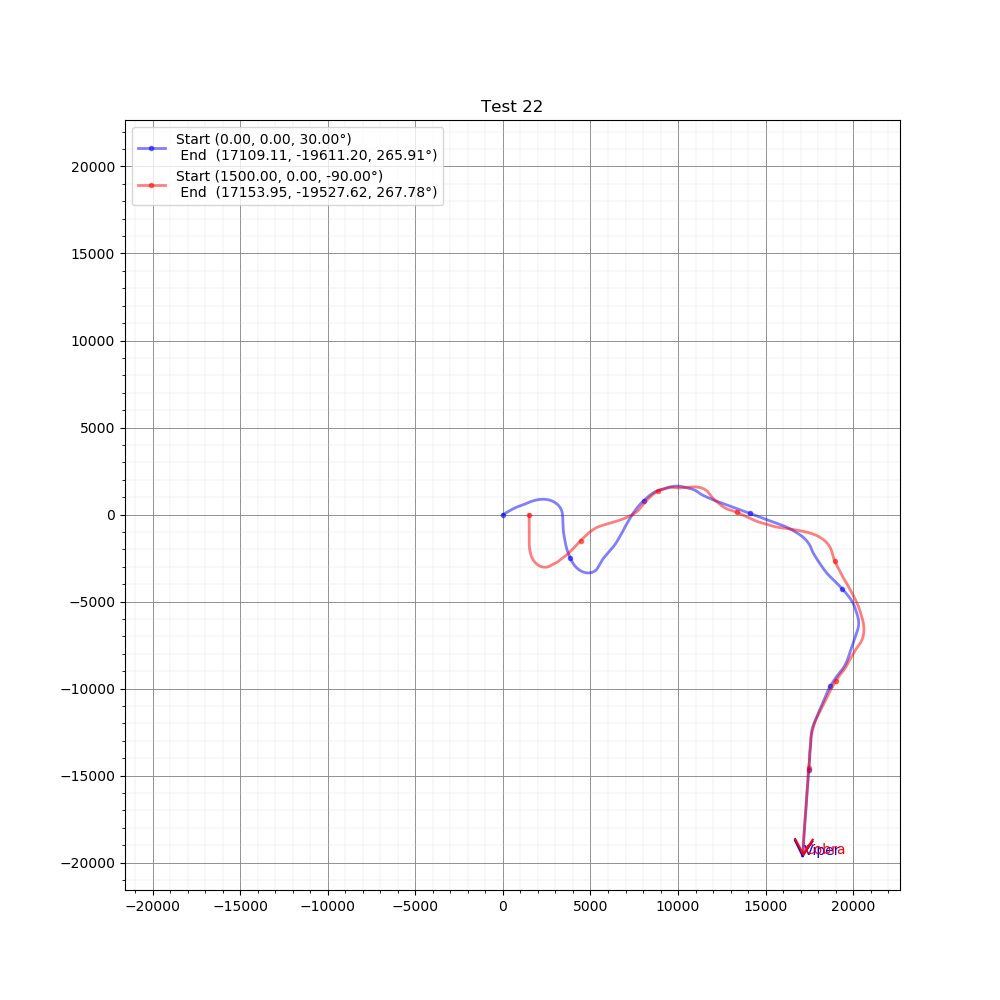 Test 22
Start (0.00, 0.00, 30.00°)
End (17109.11, -19611.20, 265.91°)
Start (1500.00, 0.00, -90.00°)
End (17153.95, -19527.62, 267.78°)
20000
15000
10000
5000
0
−5000
−10000
−15000
−20000
Viper
Cobra
−20000 −15000 −10000 −5000 0 5000 10000 15000 20000